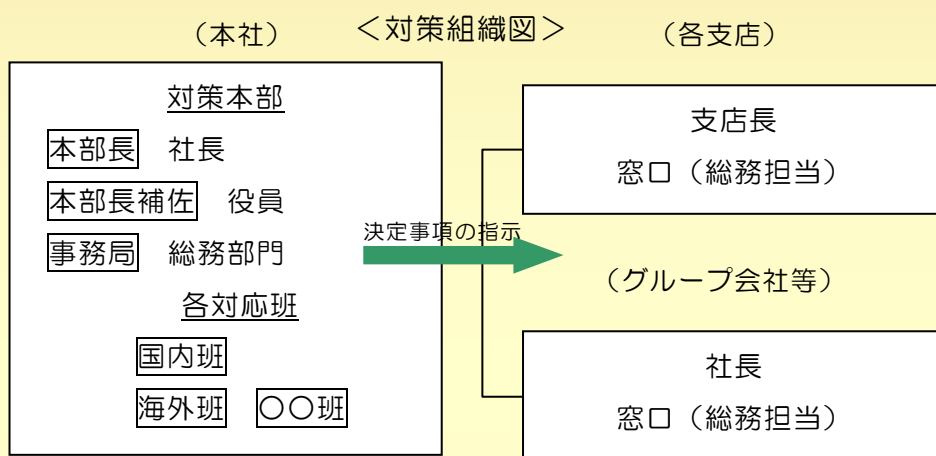 ＜対策組織図＞
（本社）
対策本部
本部長 社長
本部長補佐 役員
事務局 総務部門
各対応班
国内班
海外班 〇〇班
決定事項の指示
（各支店）
支店長
窓口（総務担当）
（グループ会社等）
社長
窓口（総務担当）